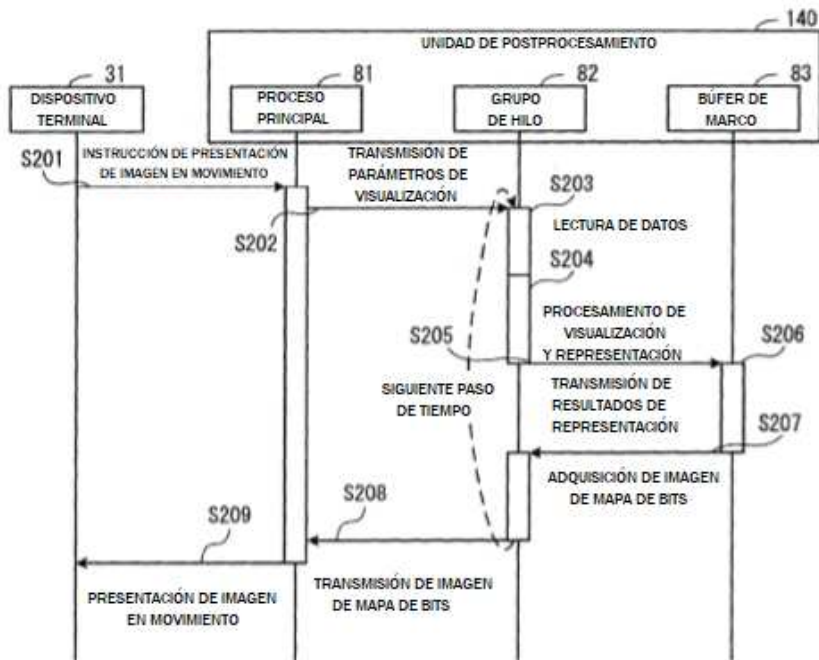 140
UNIDAD DE POSTPROCESAMIENTO
31
81
82
83
DISPOSITIVO
TERMINAL
PROCESO
PRINCIPAL
GRUPO
DE HILO
BÚFER DE
MARCO
S201
INSTRUCCIÓN DE PRESENTACIÓN
DE IMAGEN EN MOVIMIENTO
TRANSMISIÓN DE
PARÁMETROS DE
VISUALIZACIÓN
S202
S203
LECTURA DE DATOS
S204
PROCESAMIENTO DE
VISUALIZACIÓN
Y REPRESENTACIÓN
S205
S206
SIGUIENTE PASO
DE TIEMPO
TRANSMISIÓN DE
RESULTADOS DE
REPRESENTACIÓN
S207
ADQUISICIÓN DE IMAGEN
DE MAPA DE BITS
S208
S209
TRANSMISIÓN DE IMAGEN
DE MAPA DE BITS
PRESENTACIÓN DE IMAGEN
EN MOVIMIENTO